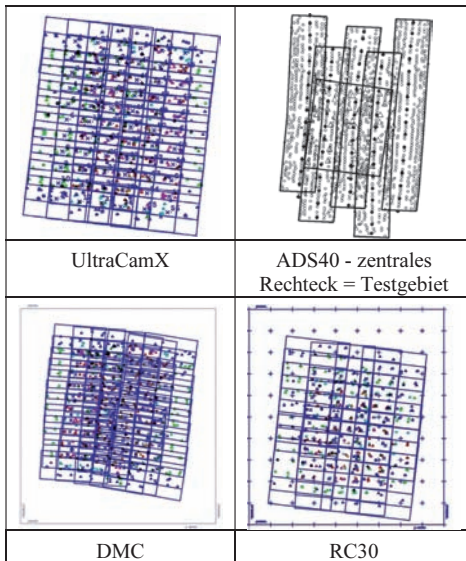 UltraCamX
ADS40 - zentrales
Rechteck = Testgebiet
DMC
RC30